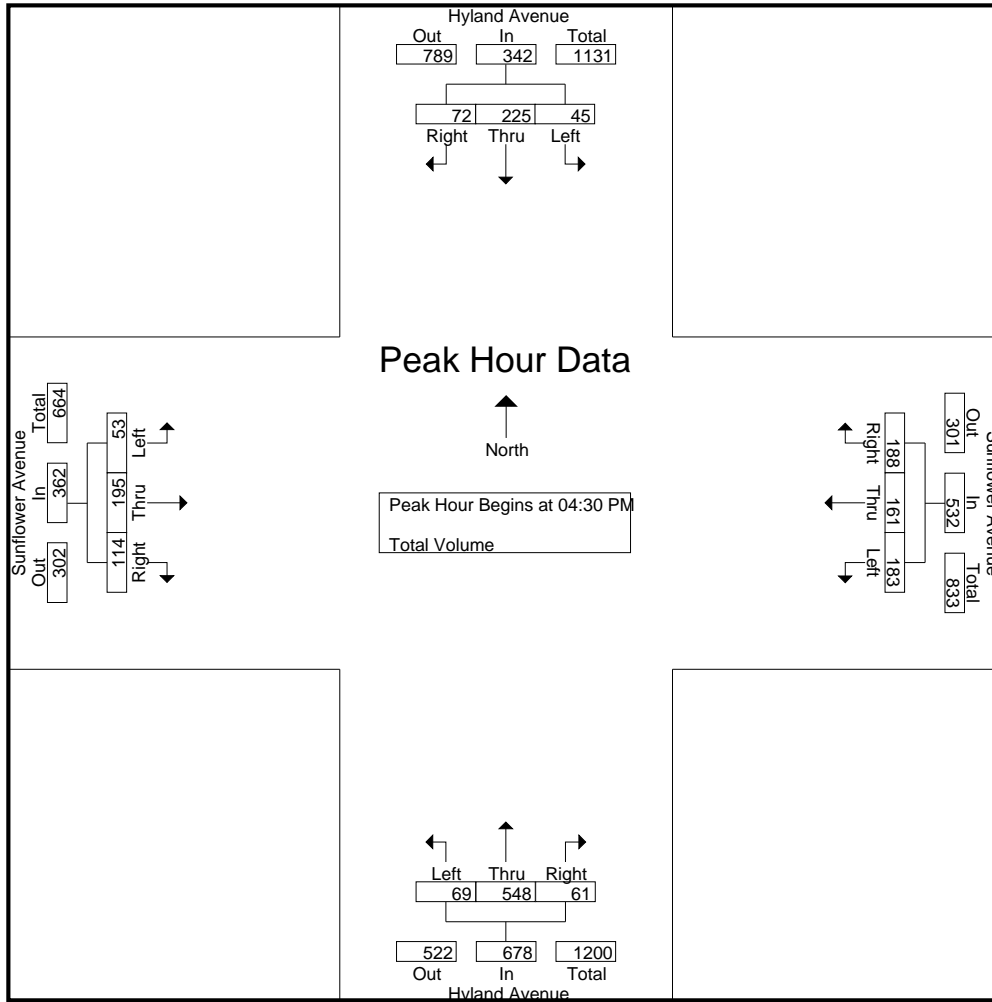 Hyland Avenue
Out In Total
789 342 1131
72 225 45
Right Thru Left
Peak Hour Data
North
Peak Hour Begins at 04:30 PM
Total Volume
Sunflower Avenue
Out In Total
302 362 664
114 195 53
Right Thru Left
Sunflower Avenue
Out In Total
301 532 833
188 161 183
Right Thru Left
Left Thru Right
69 548 61
522 678 1200
Out In Total
Hyland Avenue